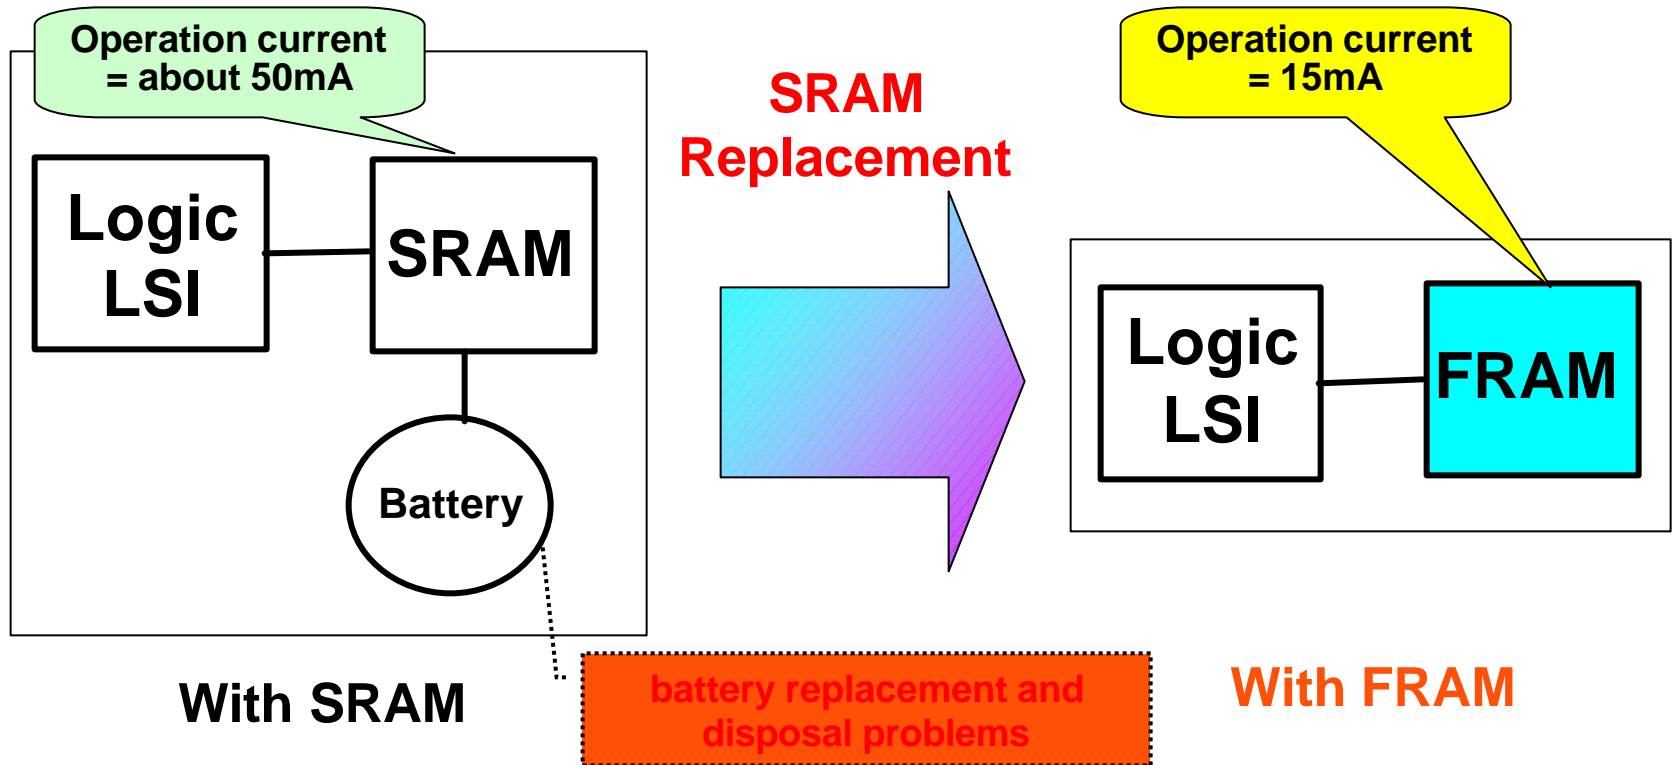 Operation current
= about 50mA
Logic
LSI
SRAM
Battery
With SRAM
SRAM
Replacement
battery replacement and
disposal problems
Operation current
= 15mA
Logic
LSI
FRAM
With FRAM